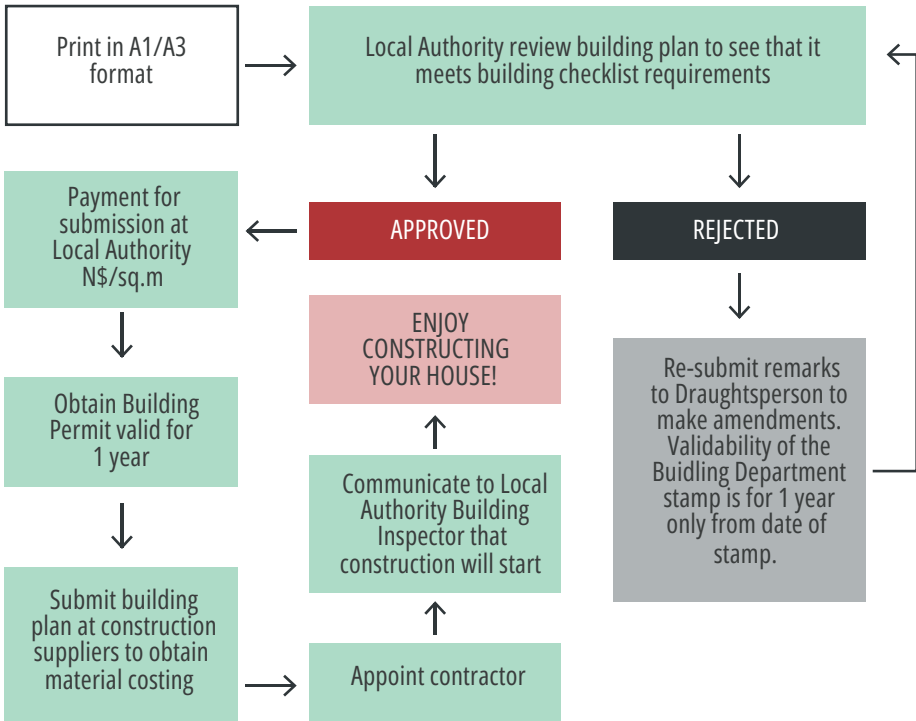 Print in A1/A3
format
Local Authority review building plan to see that it
meets building checklist requirements
APPROVED
REJECTED
Payment for
submission at
Local Authority
N$/sq.m
Obtain Building
Permit valid for
1 year
Submit building
plan at construction
suppliers to obtain
material costing
Appoint contractor
Communicate to Local
Authority Building
Inspector that
construction will start
ENJOY
CONSTRUCTING
YOUR HOUSE!
Re-submit remarks
to Draughtsperson to
make amendments.
Validability of the
Buidling Department
stamp is for 1 year
only from date of
stamp.